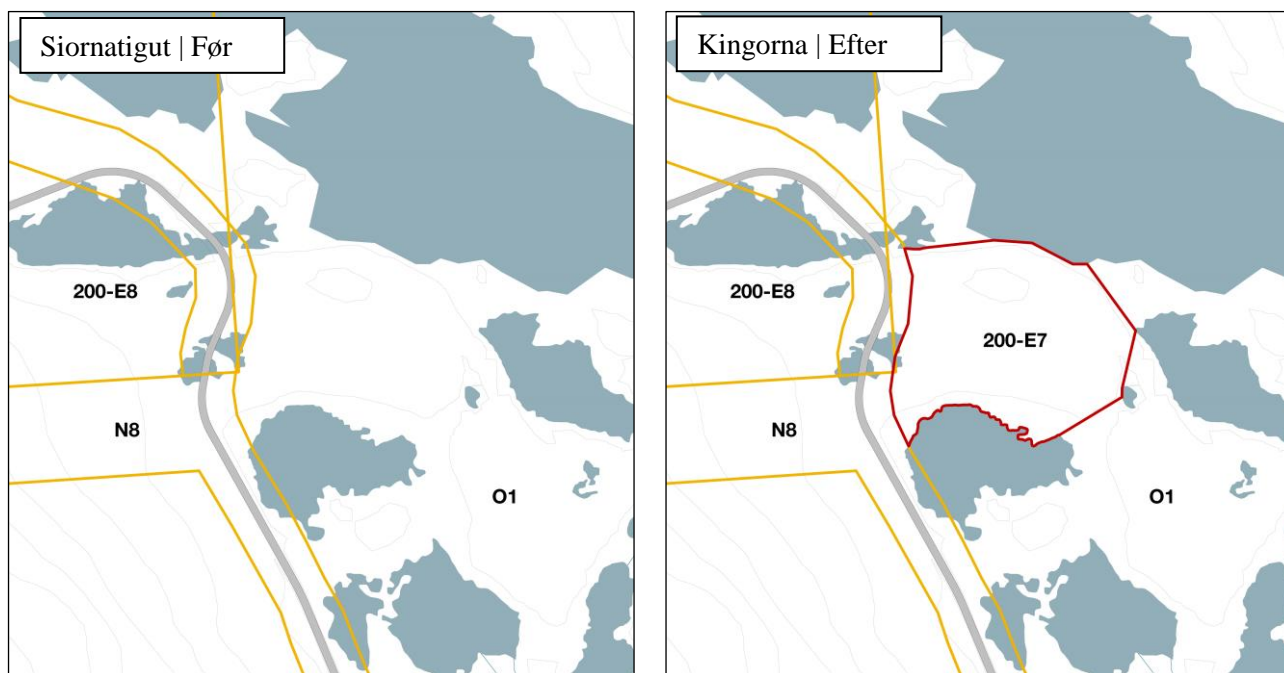 Siornatigut | Før
200-E8
N8
O1
Kingorna | Efter
200-E8
200-E7
N8
O1